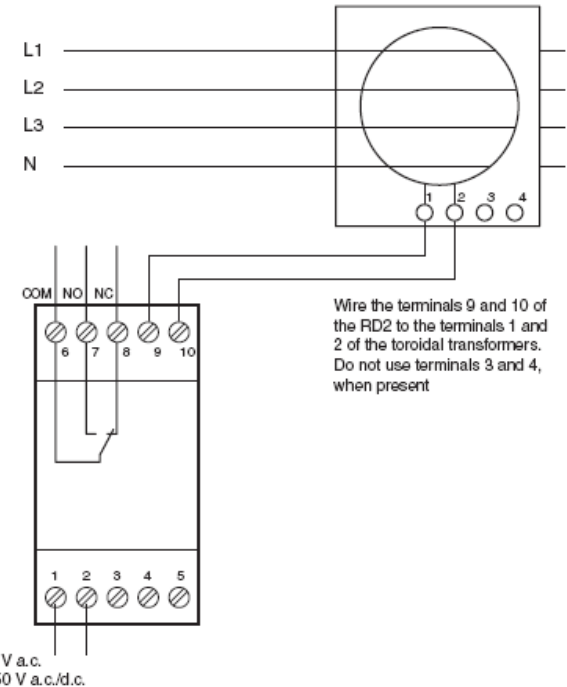 L1
L2
L3
N
1 2 3 4
COM NO NC
6 7 8 9 10
Wire the terminals 9 and 10 of
the RD2 to the terminals 1 and
2 of the toroidal transformers.
Do not use terminals 3 and 4,
when present
1 2 3 4 5
V a.c.
0 V a.c./d.c.